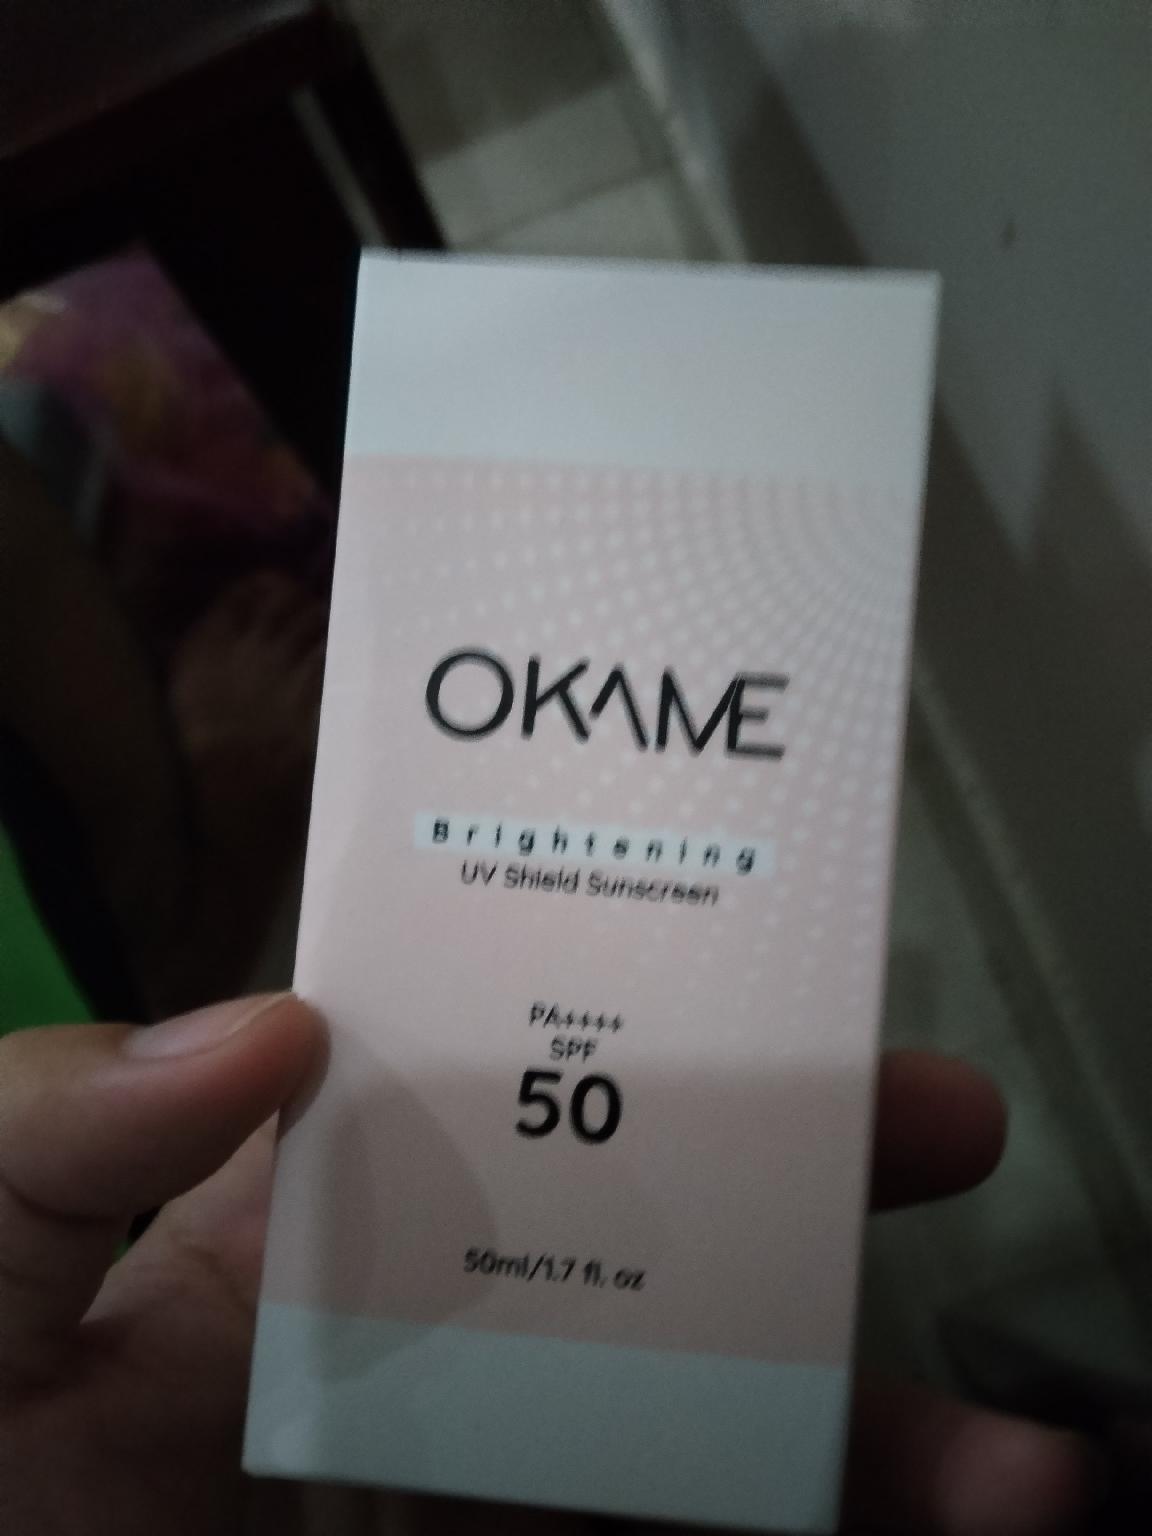 OKAME
Brightening
UV Shield Sunscreen
PA++++
SPF
50
50ml/1.7 fl. oz